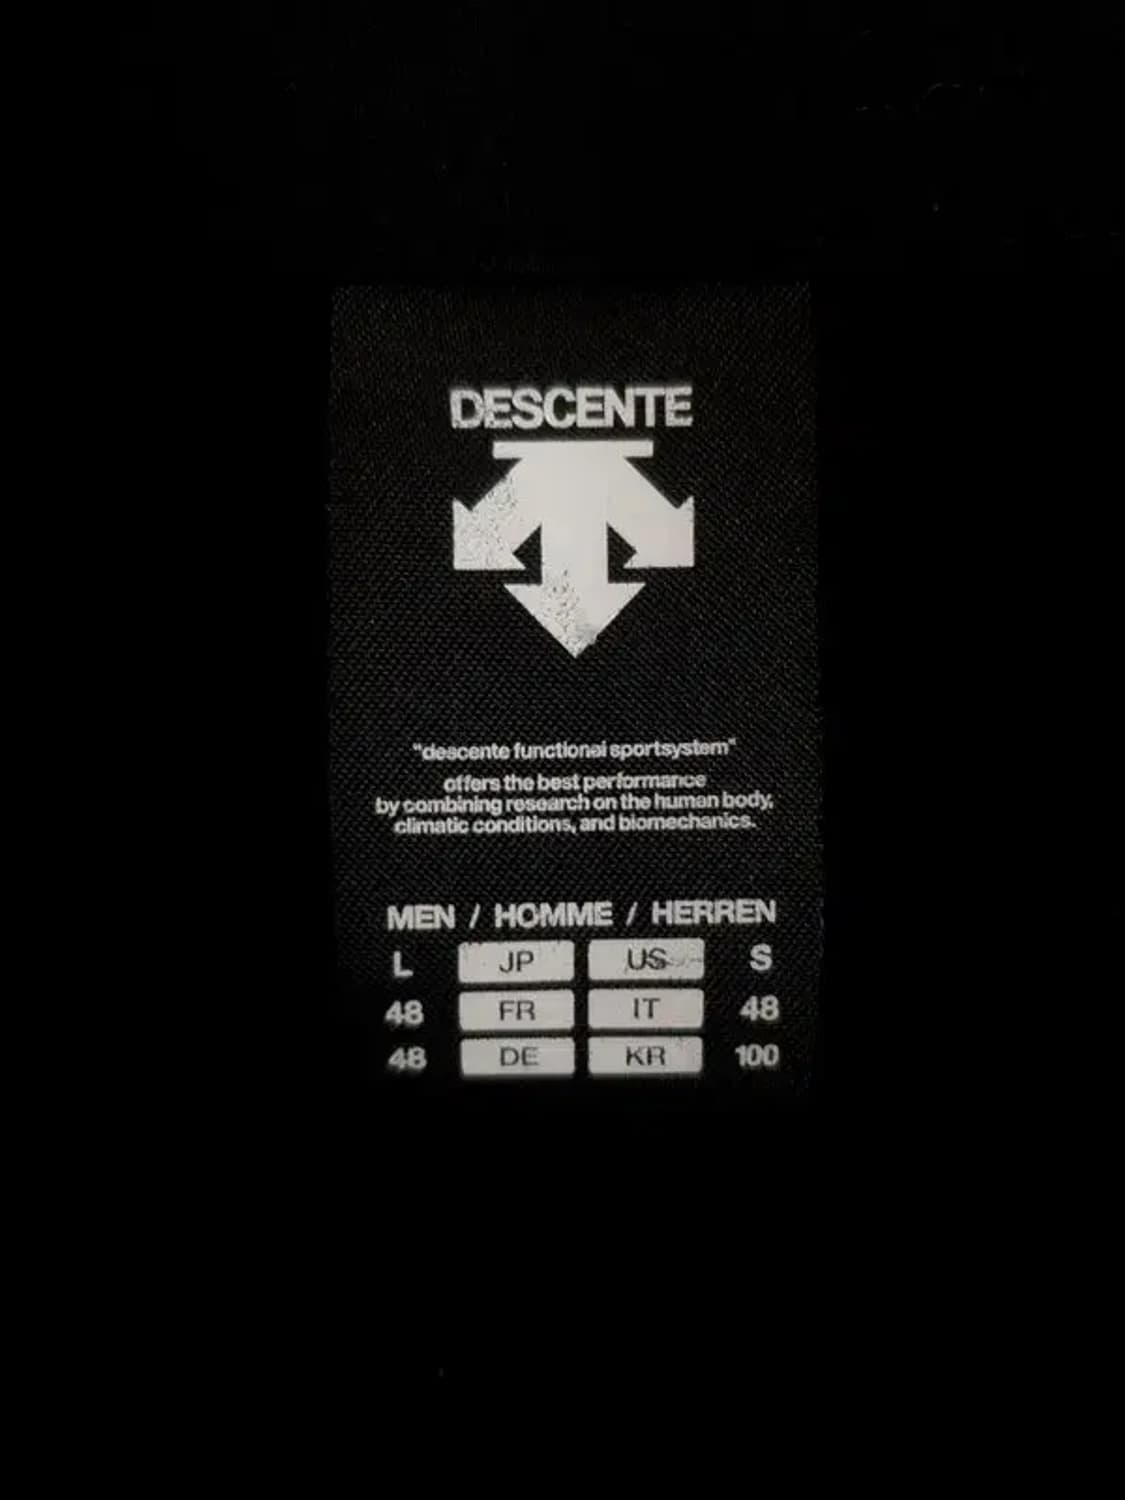 DESCENTE
"descente functional sportsystem"
offers the best performance
by combining research on the human body,
climatic conditions, and biomechanics.
MEN / HOMME / HERREN
L JP US S
48 FR IT 48
48 DE KR 100